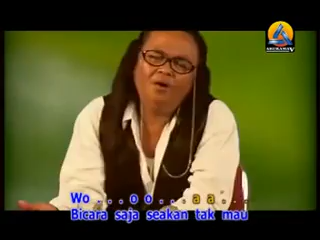 Wo . . . o o . . . . a a . . .
Bicara saja seakan tak mau